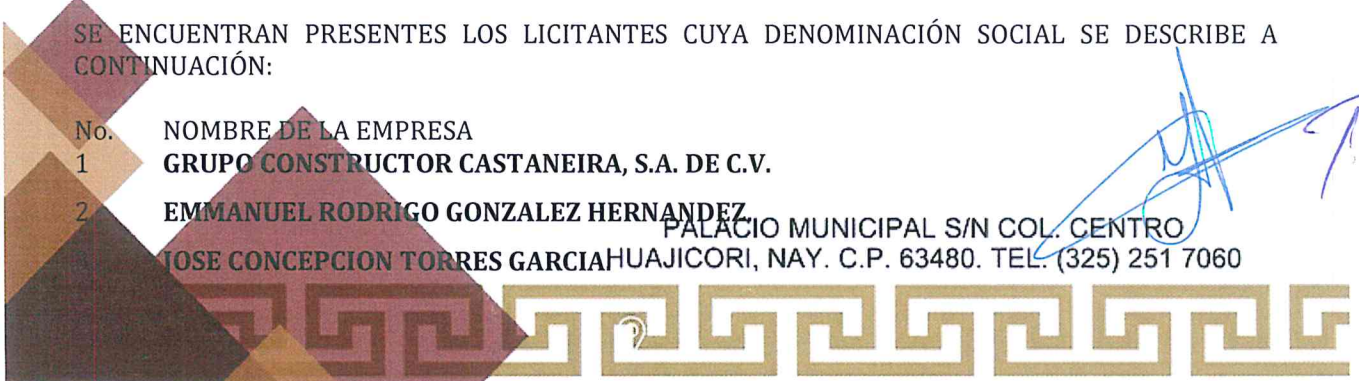 SE ENCUENTRAN PRESENTES LOS LICITANTES CUYA DENOMINACIÓN SOCIAL SE DESCRIBE A
CONTINUACIÓN:
No. NOMBRE DE LA EMPRESA
1 GRUPO CONSTRUCTOR CASTANEIRA, S.A. DE C.V.
2 EMMANUEL RODRIGO GONZALEZ HERNANDEZ.
JOSE CONCEPCION TORRES GARCIA
PALACIO MUNICIPAL S/N COL. CENTRO
HUAJICORI, NAY. C.P. 63480. TEL. (325) 251 7060